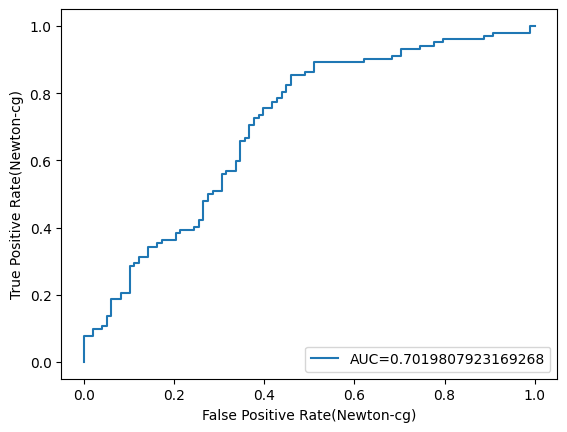 1.0
0.8
0.6
0.4
0.2
0.0
True Positive Rate(Newton-cg)
AUC=0.7019807923169268
0.0 0.2 0.4 0.6 0.8 1.0
False Positive Rate(Newton-cg)